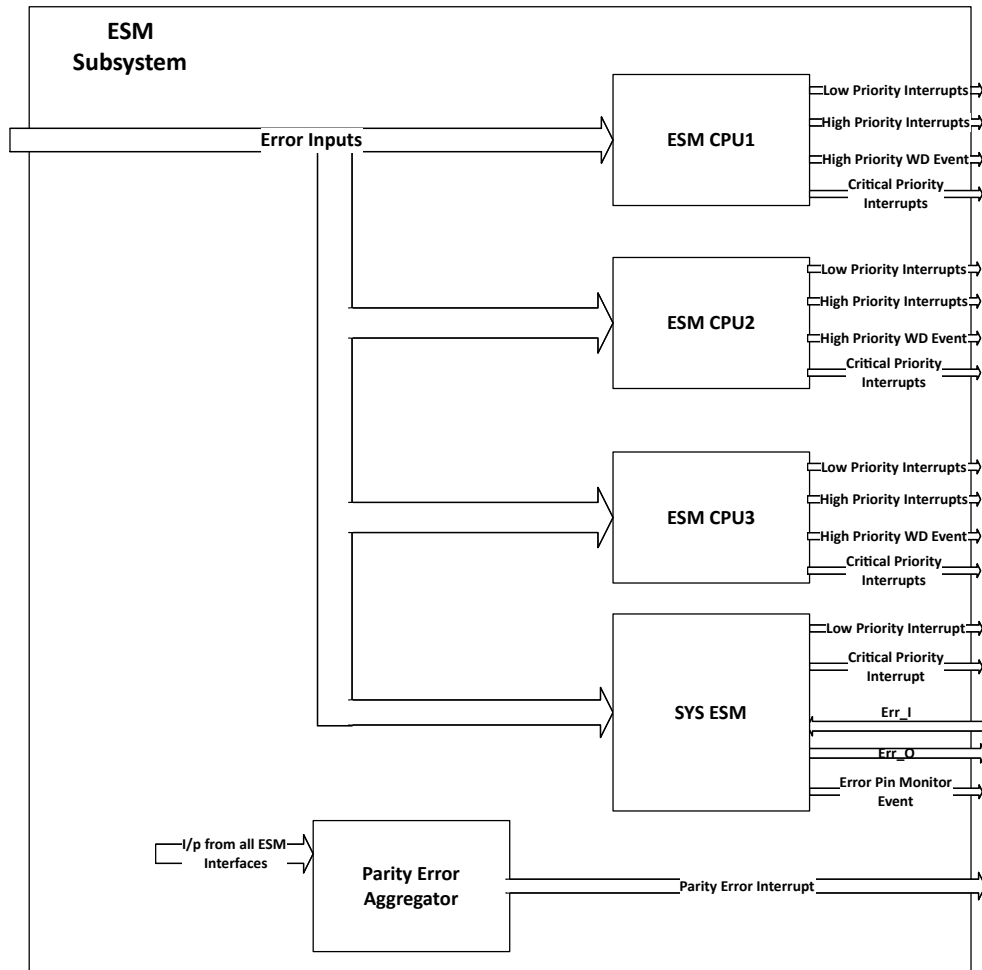 ESM
Subsystem
Error Inputs
ESM CPU1
Low Priority Interrupts
High Priority Interrupts
High Priority WD Event
Critical Priority
Interrupts
ESM CPU2
Low Priority Interrupts
High Priority Interrupts
High Priority WD Event
Critical Priority
Interrupts
ESM CPU3
Low Priority Interrupts
High Priority Interrupts
High Priority WD Event
Critical Priority
Interrupts
SYS ESM
Low Priority Interrupt
Critical Priority
Interrupt
Err_I
Err_O
Error Pin Monitor
Event
I/p from all ESM
Interfaces
Parity Error
Aggregator
Parity Error Interrupt